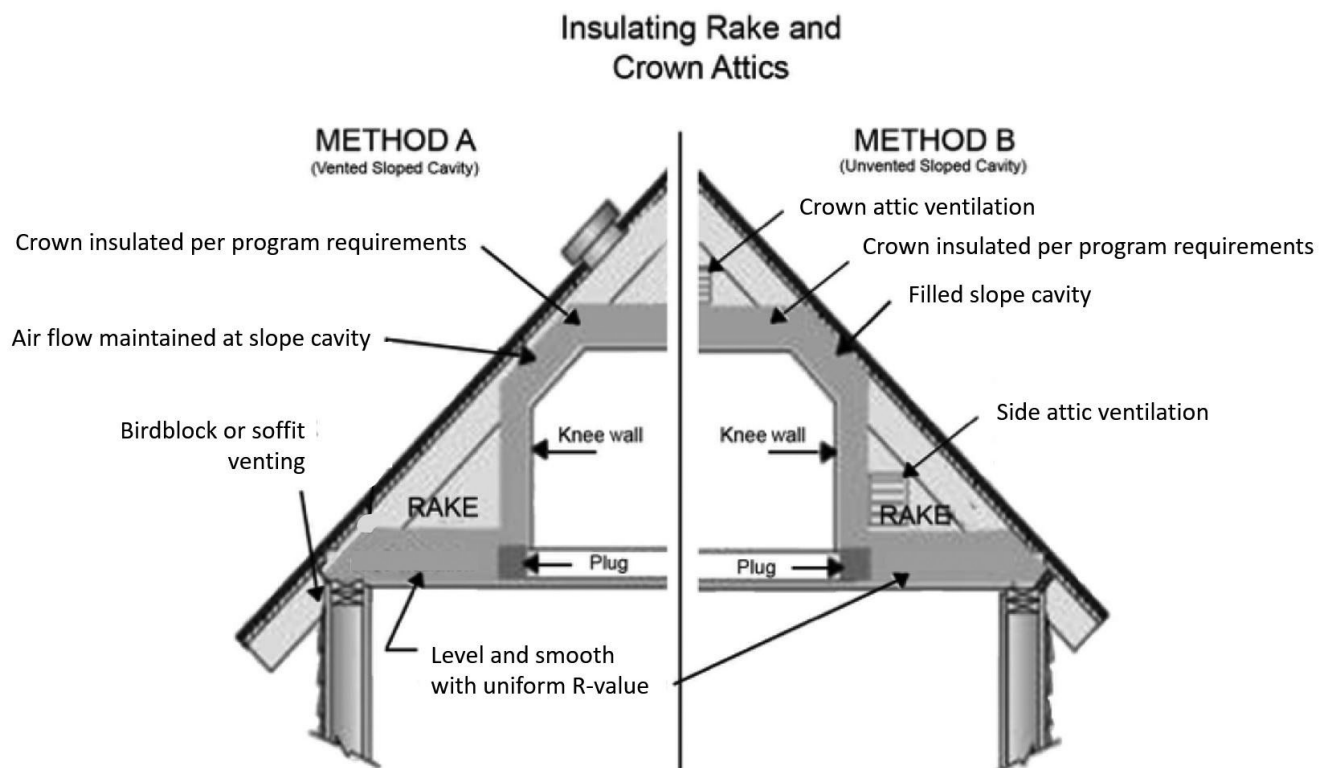 Insulating Rake and
Crown Attics
METHOD A
(Vented Sloped Cavity)
METHOD B
(Unvented Sloped Cavity)
Crown attic ventilation
Crown insulated per program requirements
Crown insulated per program requirements
Filled slope cavity
Air flow maintained at slope cavity
Side attic ventilation
Birdblock or soffit
venting
Knee wall
Knee wall
RAKE
RAKE
Plug
Plug
Level and smooth
with uniform R-value